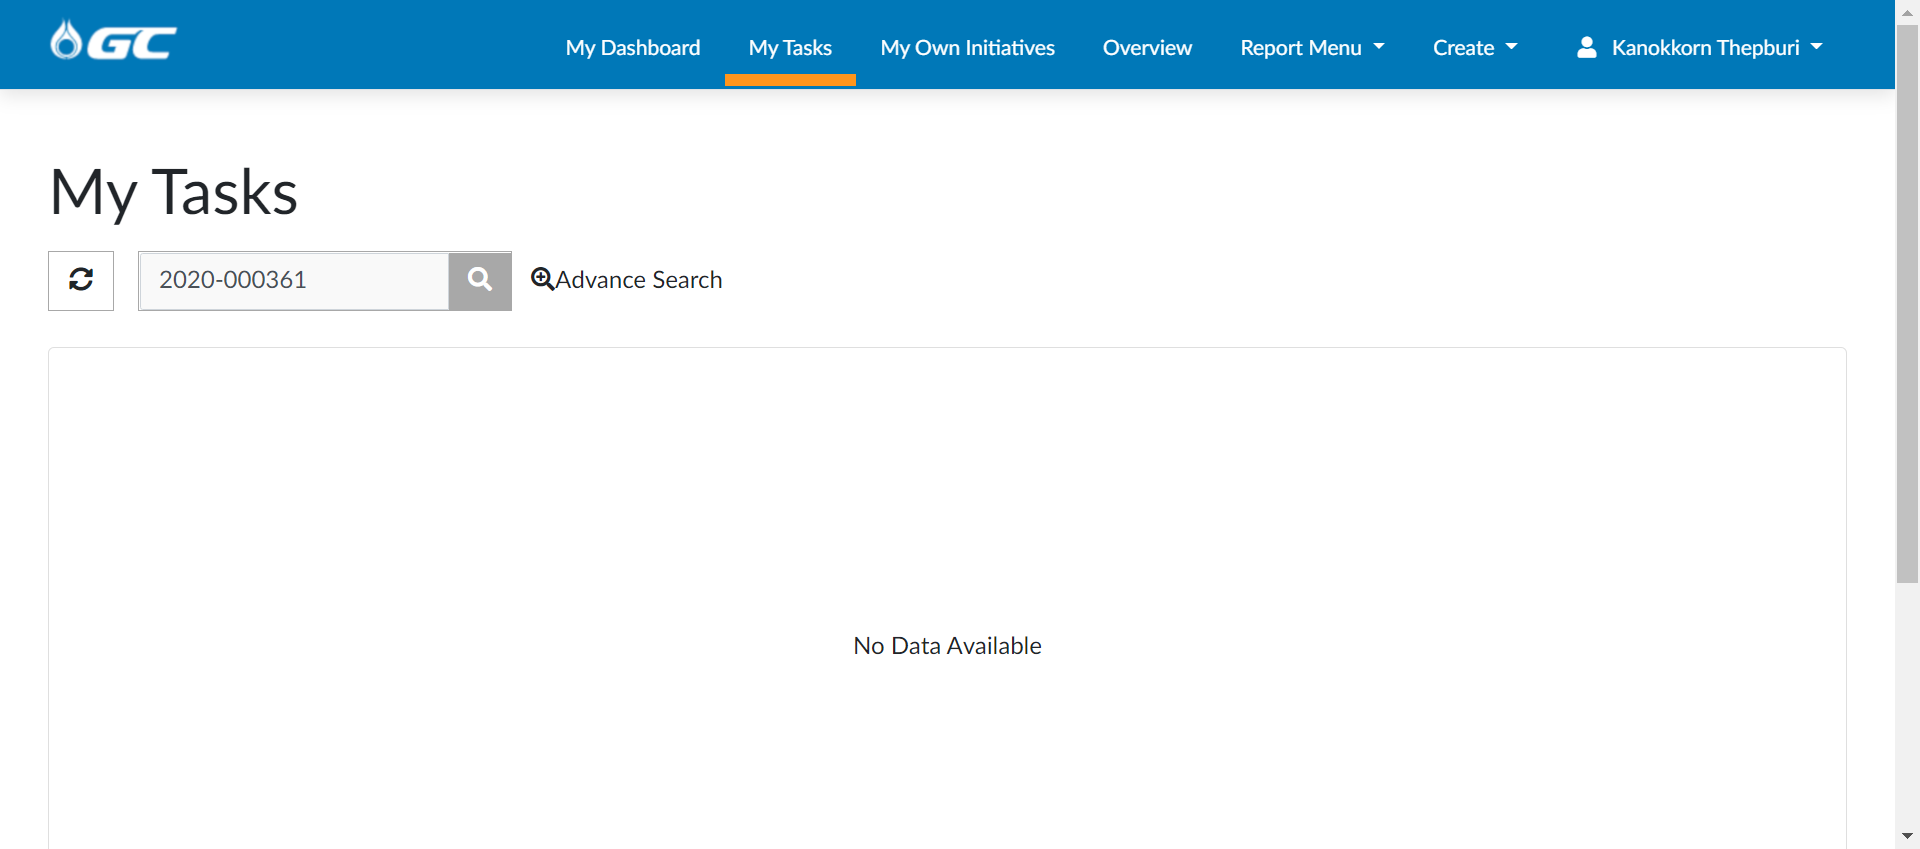 GC
My Dashboard My Tasks My Own Initiatives Overview Report Menu Create Kanokkorn Thepburi
My Tasks
2020-000361 Advance Search
No Data Available